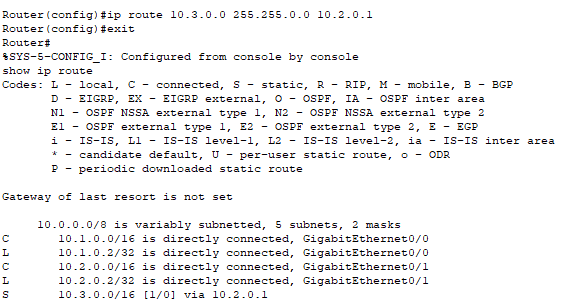 Router(config)#ip route 10.3.0.0 255.255.0.0 10.2.0.1
Router(config)#exit
Router#
%SYS-5-CONFIG_I: Configured from console by console
show ip route
Codes: L - local, C - connected, S - static, R - RIP, M - mobile, B - BGP
       D - EIGRP, EX - EIGRP external, O - OSPF, IA - OSPF inter area
       N1 - OSPF NSSA external type 1, N2 - OSPF NSSA external type 2
       E1 - OSPF external type 1, E2 - OSPF external type 2, E - EGP
       i - IS-IS, L1 - IS-IS level-1, L2 - IS-IS level-2, ia - IS-IS inter area
       * - candidate default, U - per-user static route, o - ODR
       P - periodic downloaded static route
Gateway of last resort is not set
     10.0.0.0/8 is variably subnetted, 5 subnets, 2 masks
C       10.1.0.0/16 is directly connected, GigabitEthernet0/0
L       10.1.0.2/32 is directly connected, GigabitEthernet0/0
C       10.2.0.0/16 is directly connected, GigabitEthernet0/1
L       10.2.0.2/32 is directly connected, GigabitEthernet0/1
S       10.3.0.0/16 [1/0] via 10.2.0.1